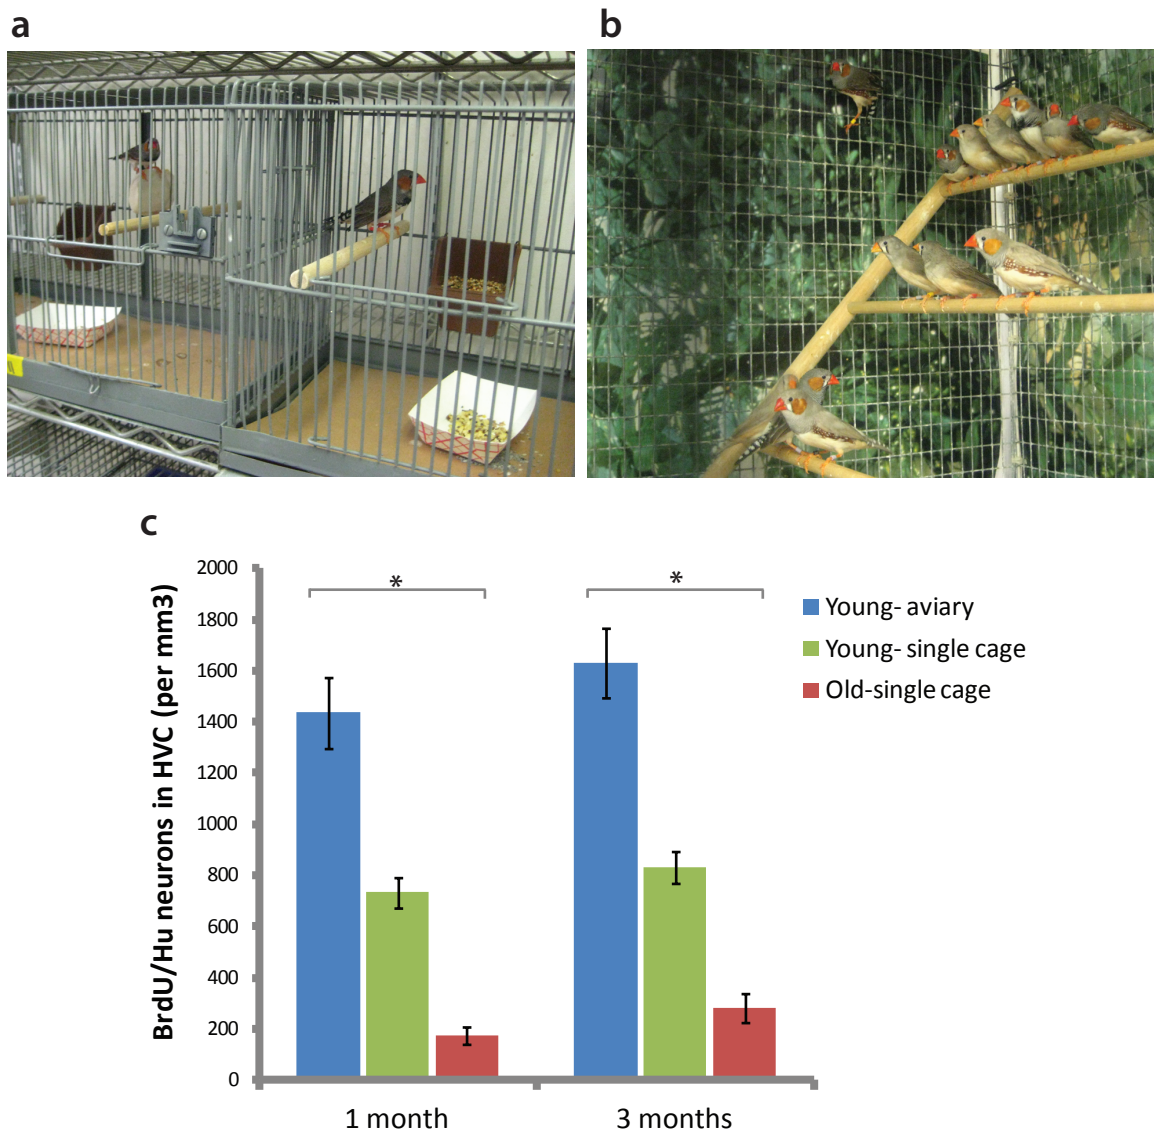 a
b
c
BrdU/Hu neurons in HVC (per mm3)
2000
1800
1600
1400
1200
1000
800
600
400
200
0
*
*
Young- aviary
Young- single cage
Old-single cage
1 month
3 months